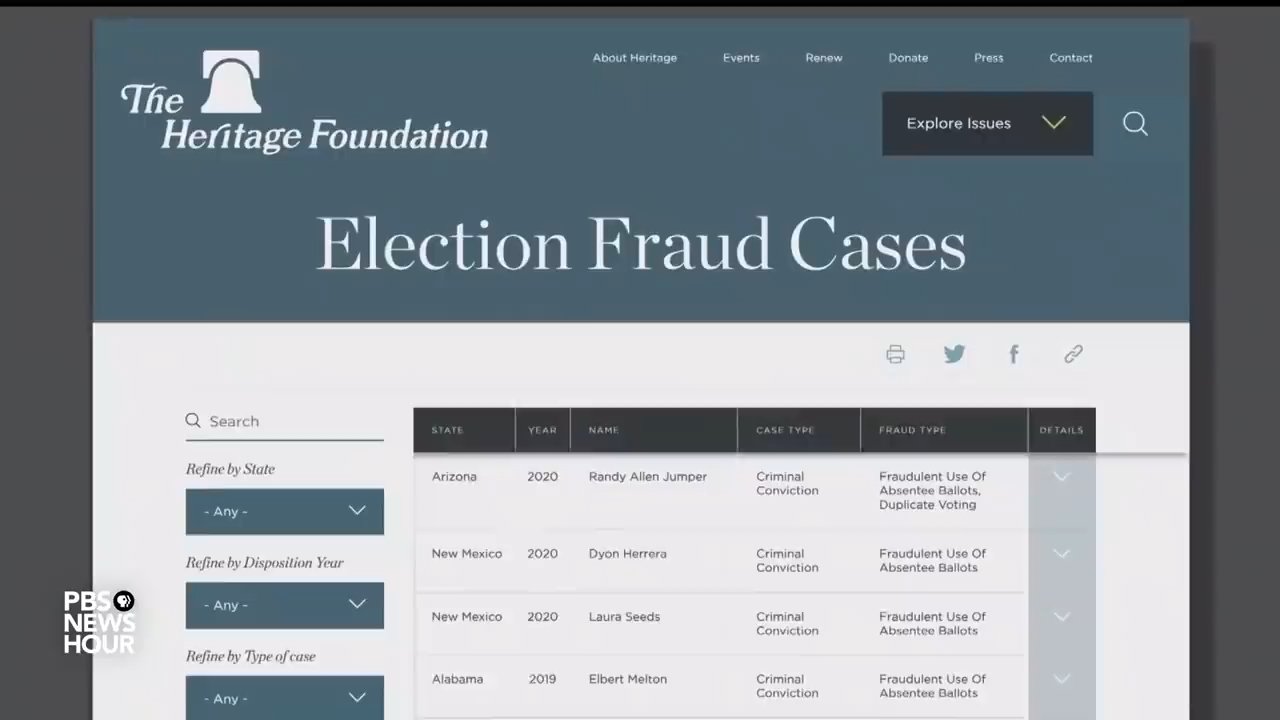 About Heritage Events Renew Donate Press Contact
The
Heritage Foundation
Explore Issues
Election Fraud Cases
Search
Refine by State
- Any -
Refine by Disposition Year
- Any -
Refine by Type of case
- Any -
STATE YEAR NAME CASE TYPE FRAUD TYPE DETAILS
Arizona 2020 Randy Allen Jumper Criminal Fraudulent Use Of
Conviction Absentee Ballots,
Duplicate Voting
New Mexico 2020 Dyon Herrera Criminal Fraudulent Use Of
Conviction Absentee Ballots
New Mexico 2020 Laura Seeds Criminal Fraudulent Use Of
Conviction Absentee Ballots
Alabama 2019 Elbert Melton Criminal Fraudulent Use Of
Conviction Absentee Ballots
PBS
NEWS
HOUR